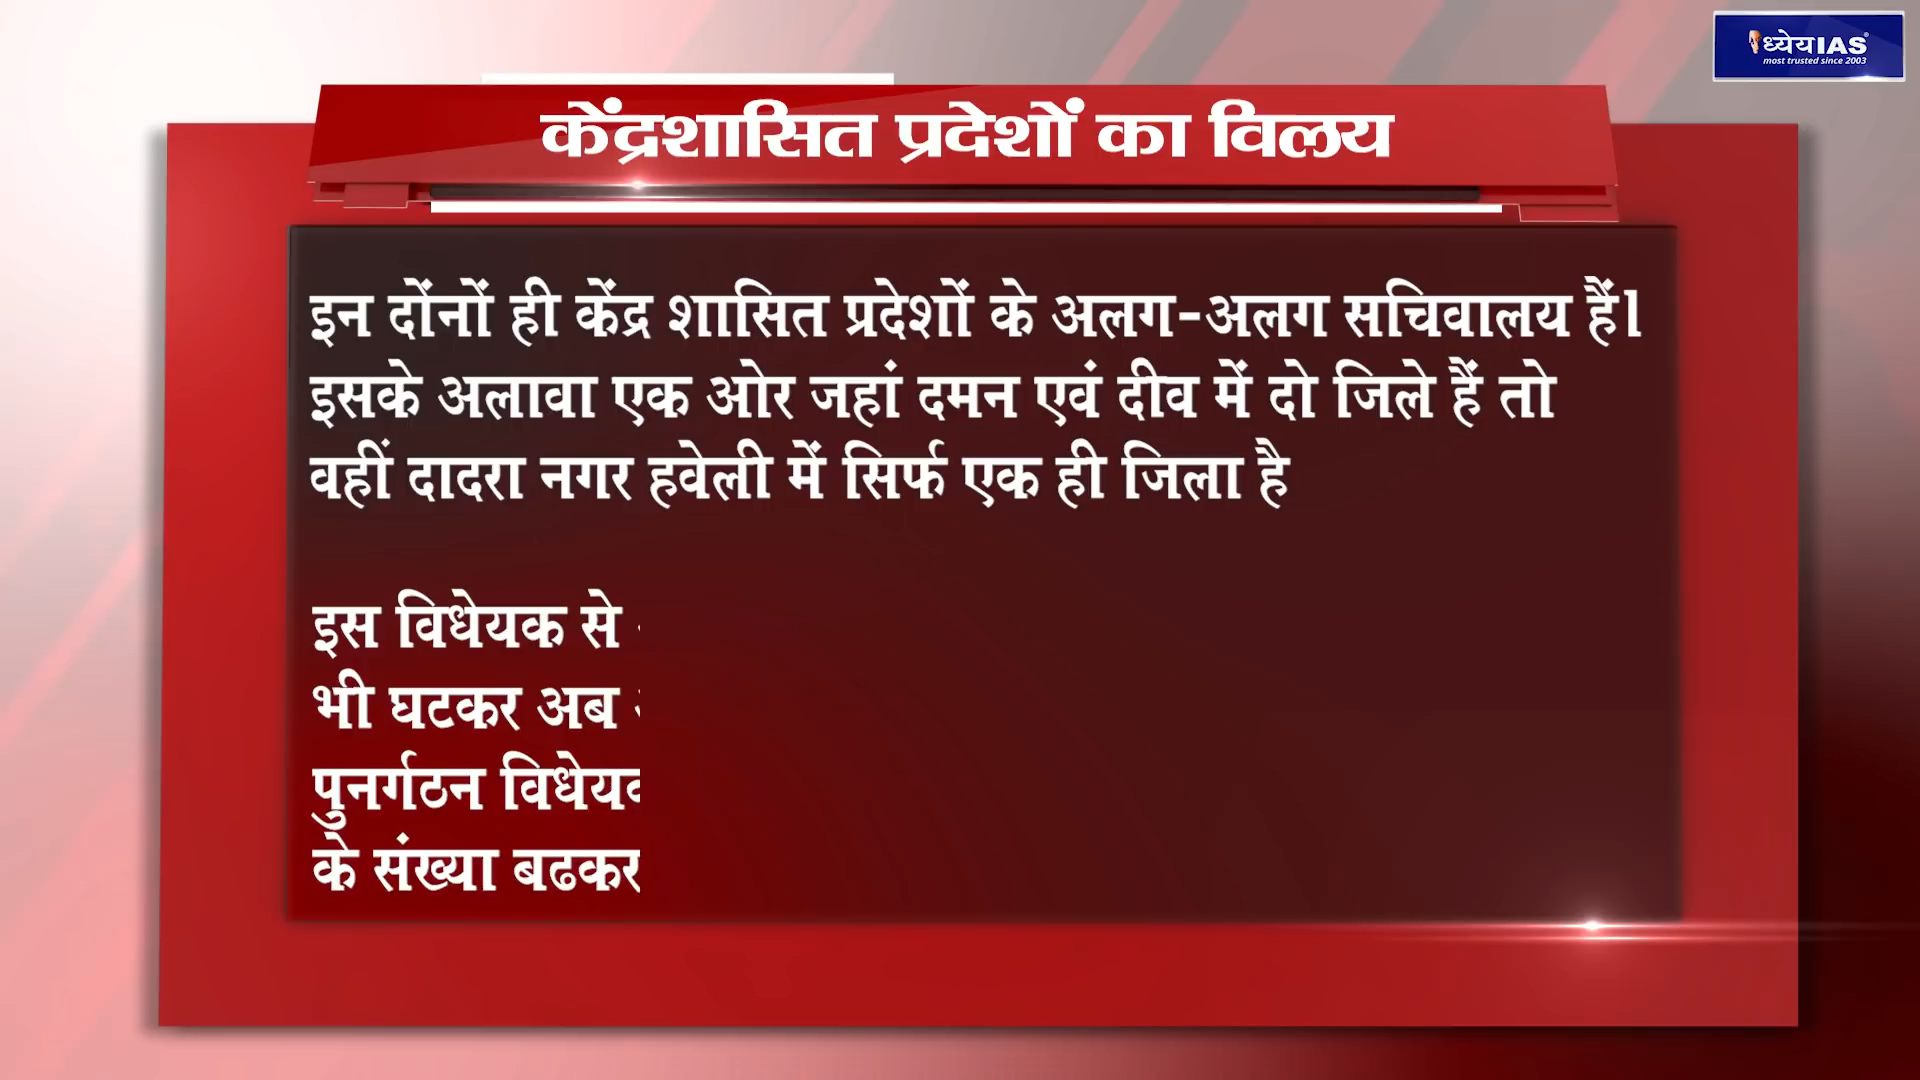 ध्येयIAS
most trusted since 2003
केंद्रशासित प्रदेशों का विलय
इन दोंनों ही केंद्र शासित प्रदेशों के अलग-अलग सचिवालय हैं।
इसके अलावा एक ओर जहां दमन एवं दीव में दो जिले हैं तो
वहीं दादरा नगर हवेली में सिर्फ एक ही जिला है
इस विधेयक से
भी घटकर अब
पुनर्गठन
के संख्या बढकर